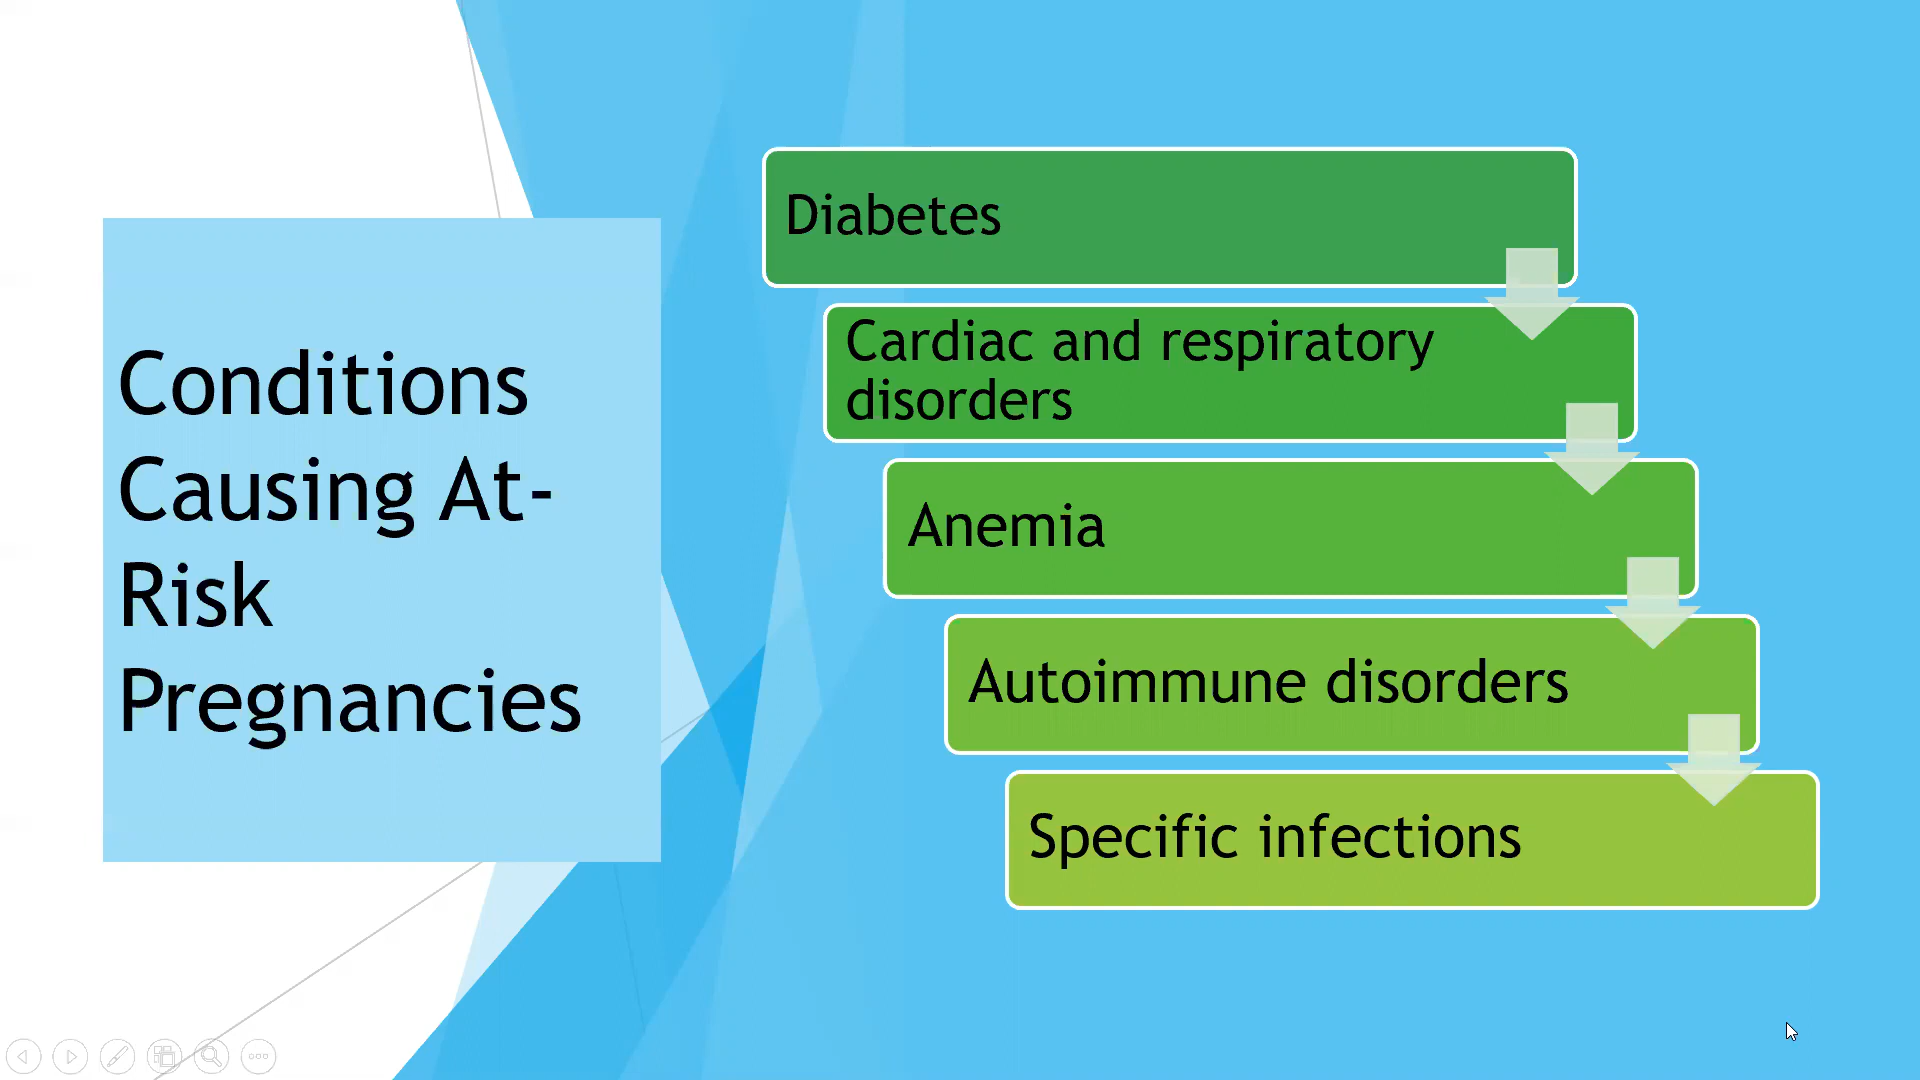 Conditions
Causing At-
Risk
Pregnancies
Diabetes
Cardiac and respiratory
disorders
Anemia
Autoimmune disorders
Specific infections